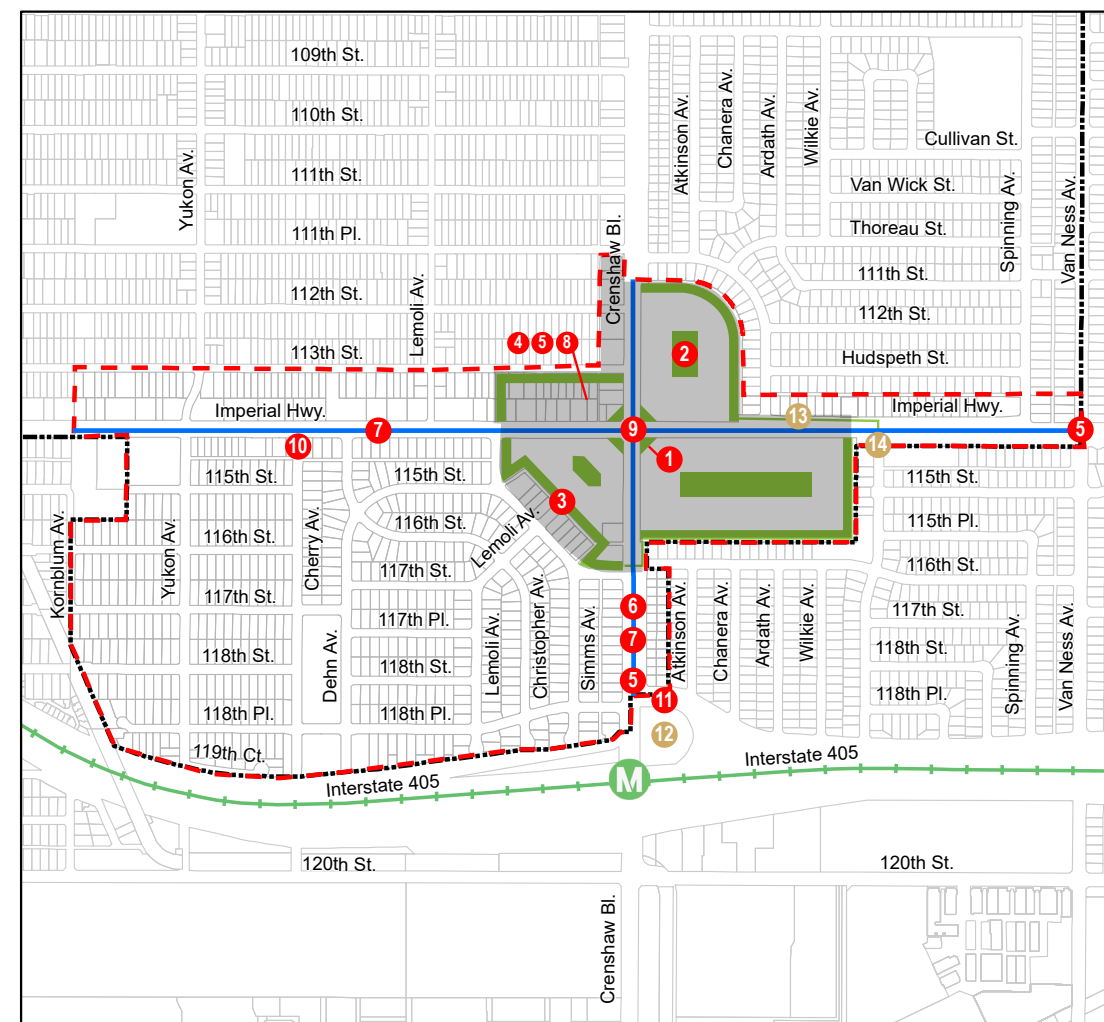 109th St.
110th St.
111th St.
111th Pl.
112th St.
113th St.
Yukon Av.
Lemoli Av.
Crenshaw Bl.
Atkinson Av.
Chanera Av.
Ardath Av.
Wilkie Av.
Cullivan St.
Van Wick St.
Thoreau St.
111th St.
112th St.
Hudspeth St.
Spinning Av.
Van Ness Av.
4 5 8
2
Imperial Hwy.
Imperial Hwy.
13
10
7
9
1
14
5
115th St.
115th St.
115th St.
3
Lemoli Av.
116th St.
116th St.
115th Pl.
116th St.
117th St.
117th St.
117th Pl.
117th St.
118th St.
118th St.
118th St.
118th Pl.
118th Pl.
118th Pl.
119th Ct.
Kornblum Av.
Yukon Av.
Cherry Av.
Dehn Av.
Lemoli Av.
Christopher Av.
Simms Av.
6
7
5
11
12
Atkinson Av.
Chanera Av.
Ardath Av.
Wilkie Av.
Spinning Av.
Van Ness Av.
Interstate 405
M
Interstate 405
120th St.
120th St.
Crenshaw Bl.